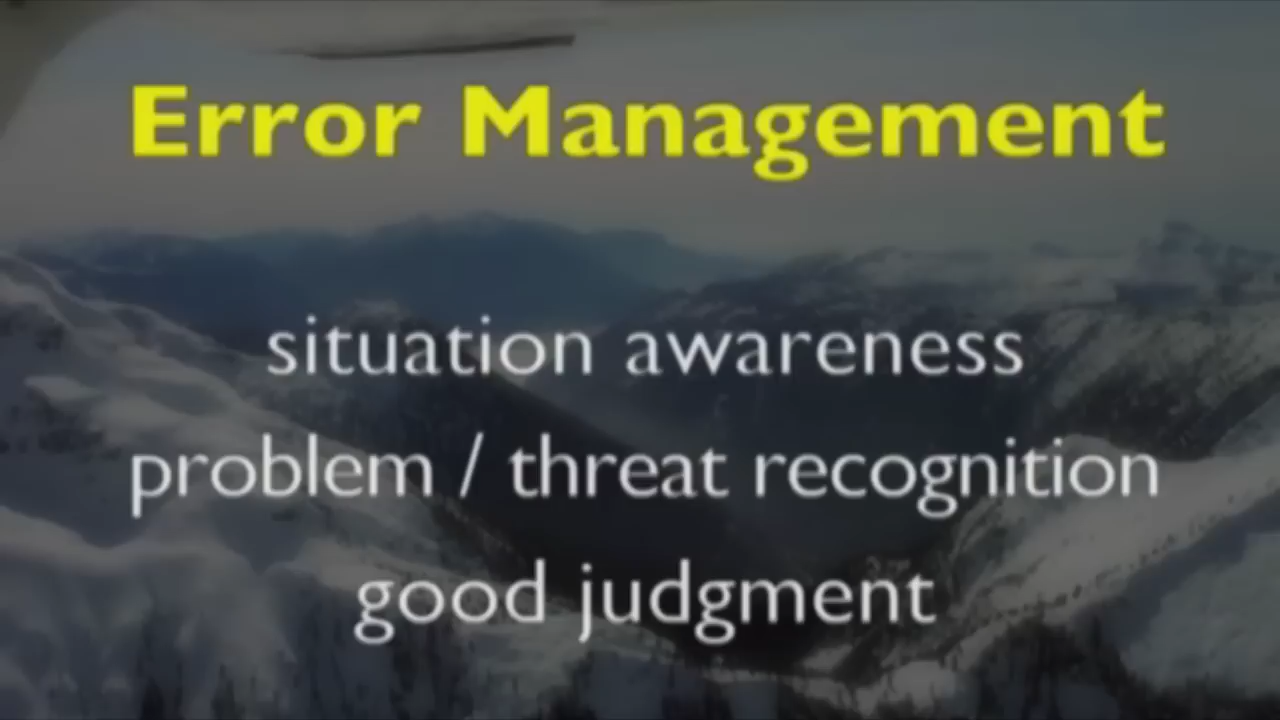 Error Management
situation awareness
problem / threat recognition
good judgment